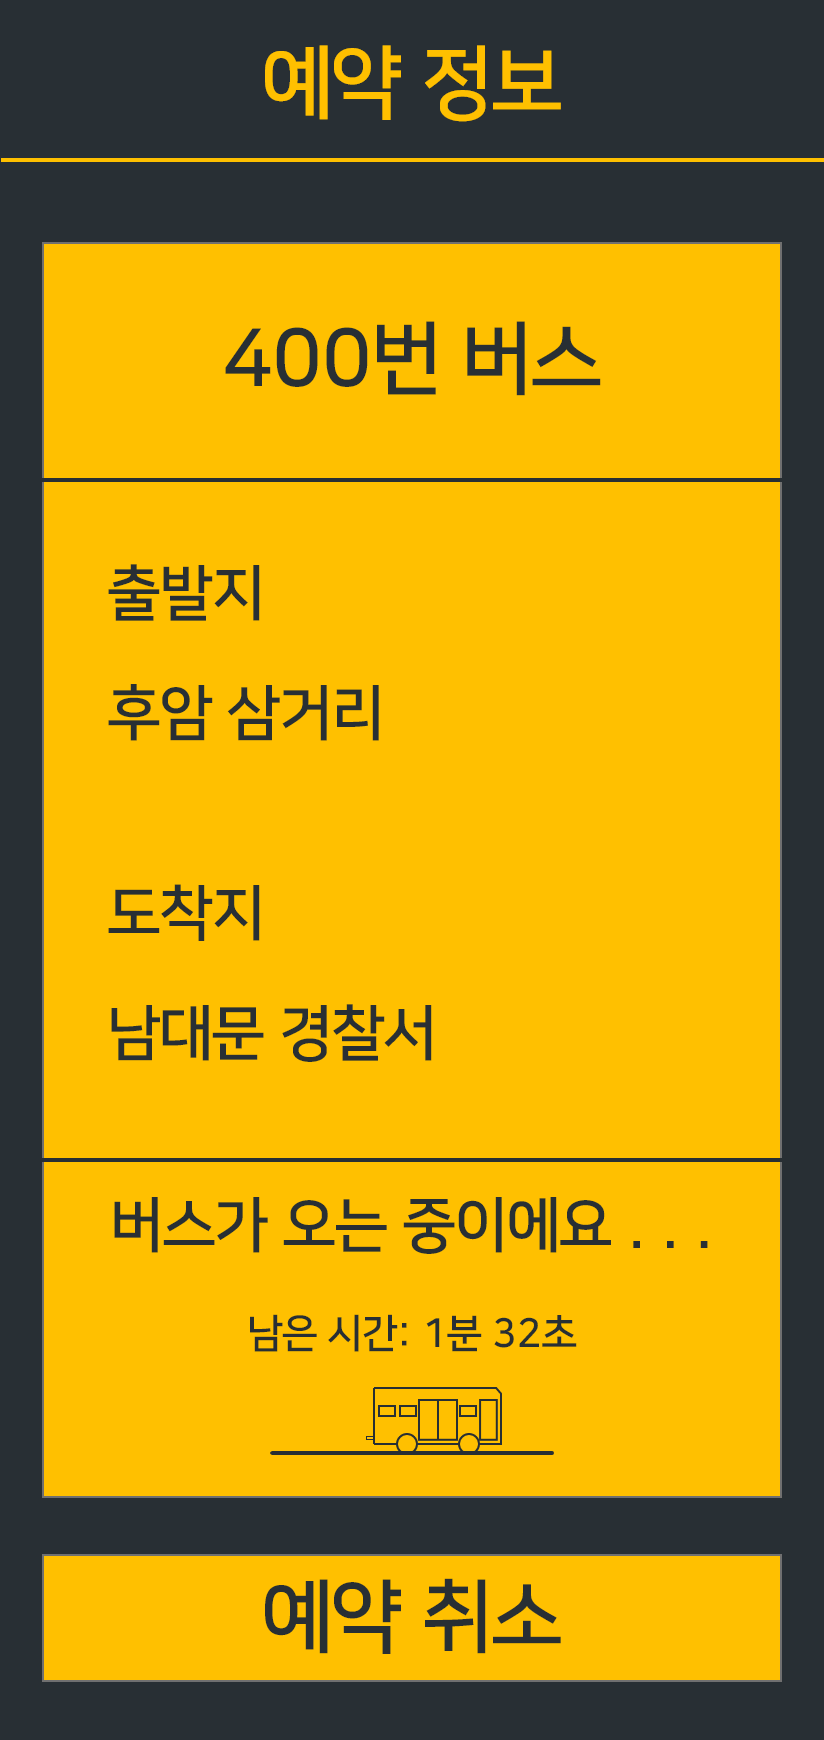 예약 정보
400번 버스
출발지
후암 삼거리
도착지
남대문 경찰서
버스가 오는 중이에요 . . .
남은 시간: 1분 32초
예약 취소